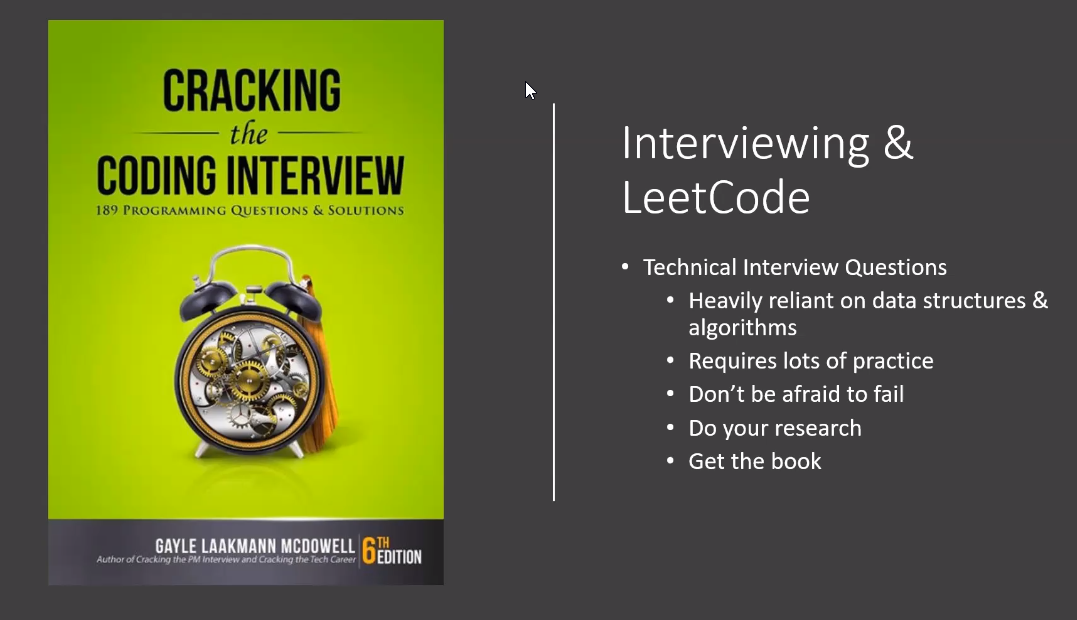 CRACKING
the
CODING INTERVIEW
189 PROGRAMMING QUESTIONS & SOLUTIONS
GAYLE LAAKMANN MCDOWELL
Author of Cracking the PM Interview and Cracking the Tech Career
6TH
EDITION
Interviewing &
LeetCode
• Technical Interview Questions
• Heavily reliant on data structures &
algorithms
• Requires lots of practice
• Don’t be afraid to fail
• Do your research
• Get the book